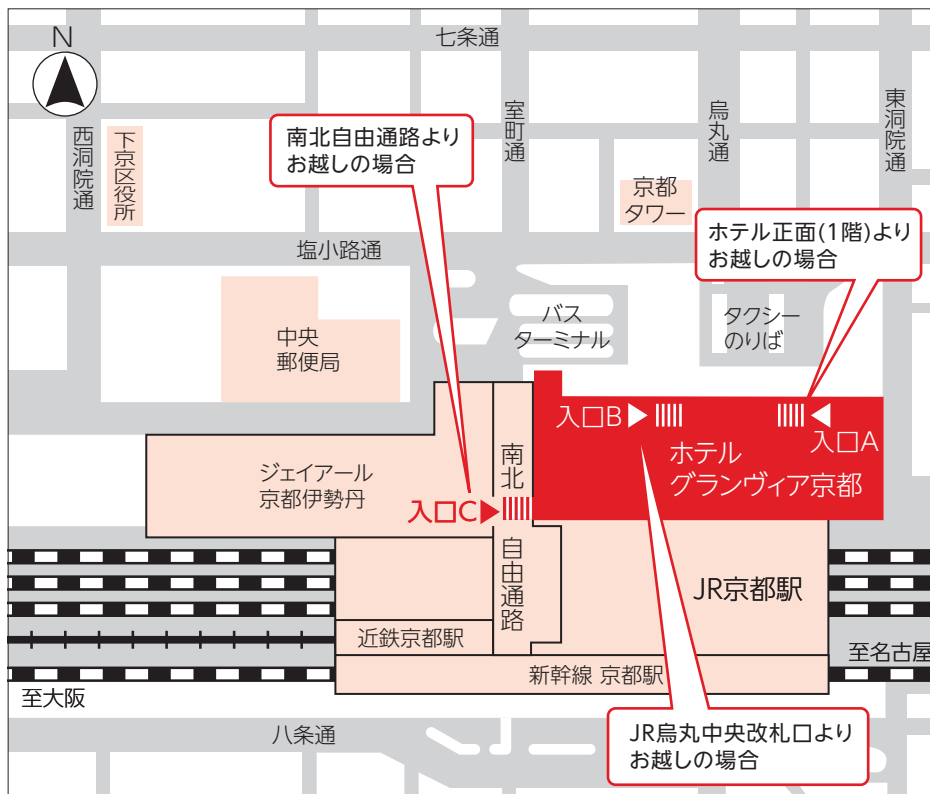 N
七条通
西洞院通
下京区役所
南北自由通路より
お越しの場合
室町通
烏丸通
東洞院通
京都
タワー
ホテル正面(1階)より
お越しの場合
塩小路通
中央
郵便局
バス
ターミナル
タクシー
のりば
ジェイアール
京都伊勢丹
南北自由通路
入口B
入口A
ホテル
グランヴィア京都
入口C
JR京都駅
近鉄京都駅
新幹線 京都駅
至名古屋
至大阪
八条通
JR烏丸中央改札口より
お越しの場合